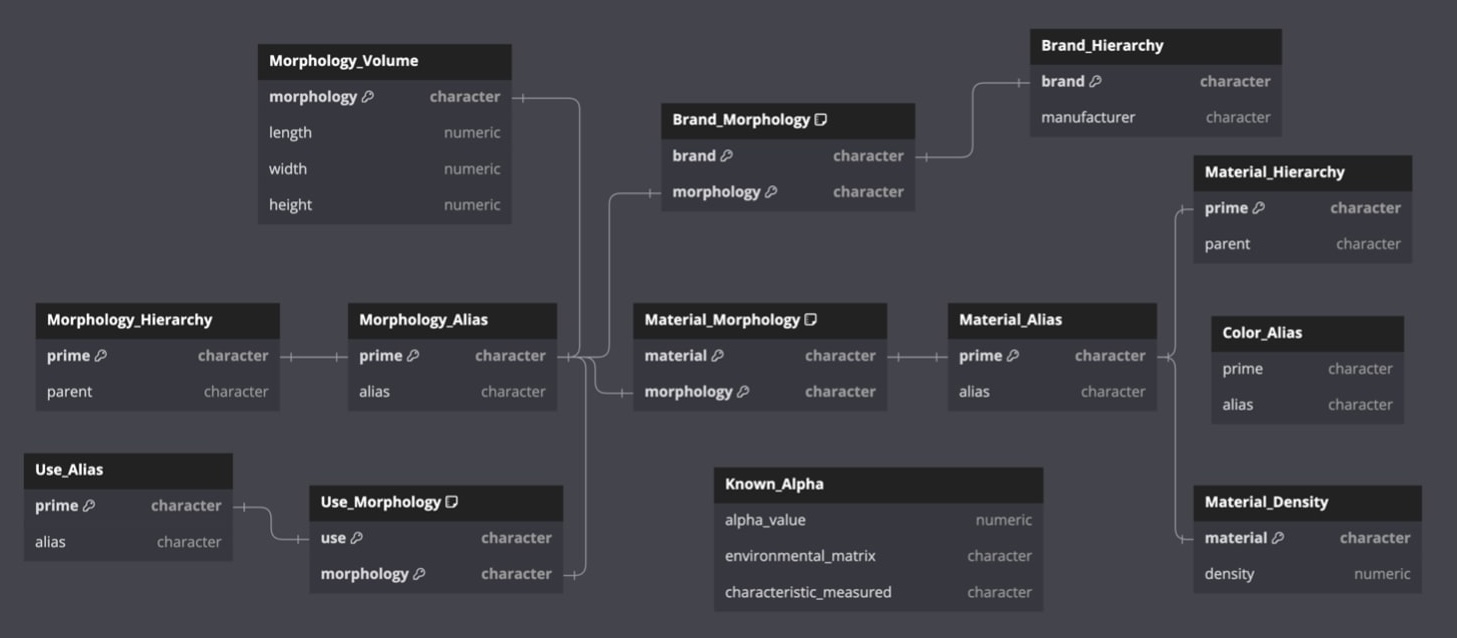 Morphology_Volume
morphology character
length numeric
width numeric
height numeric
Brand_Morphology
brand character
morphology character
Brand_Hierarchy
brand character
manufacturer character
Material_Hierarchy
prime character
parent character
Morphology_Hierarchy
prime character
parent character
Morphology_Alias
prime character
alias character
Material_Morphology
material character
morphology character
Material_Alias
prime character
alias character
Color_Alias
prime character
alias character
Use_Alias
prime character
alias character
Use_Morphology
use character
morphology character
Known_Alpha
alpha_value numeric
environmental_matrix character
characteristic_measured character
Material_Density
material character
density numeric